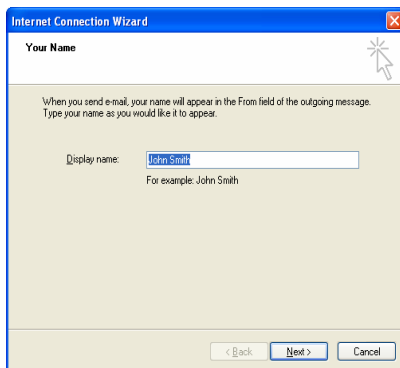 Internet Connection Wizard
Your Name
When you send e-mail, your name will appear in the From field of the outgoing message.
Type your name as you would like it to appear.
Display name: John Smith
For example: John Smith
< Back Next > Cancel